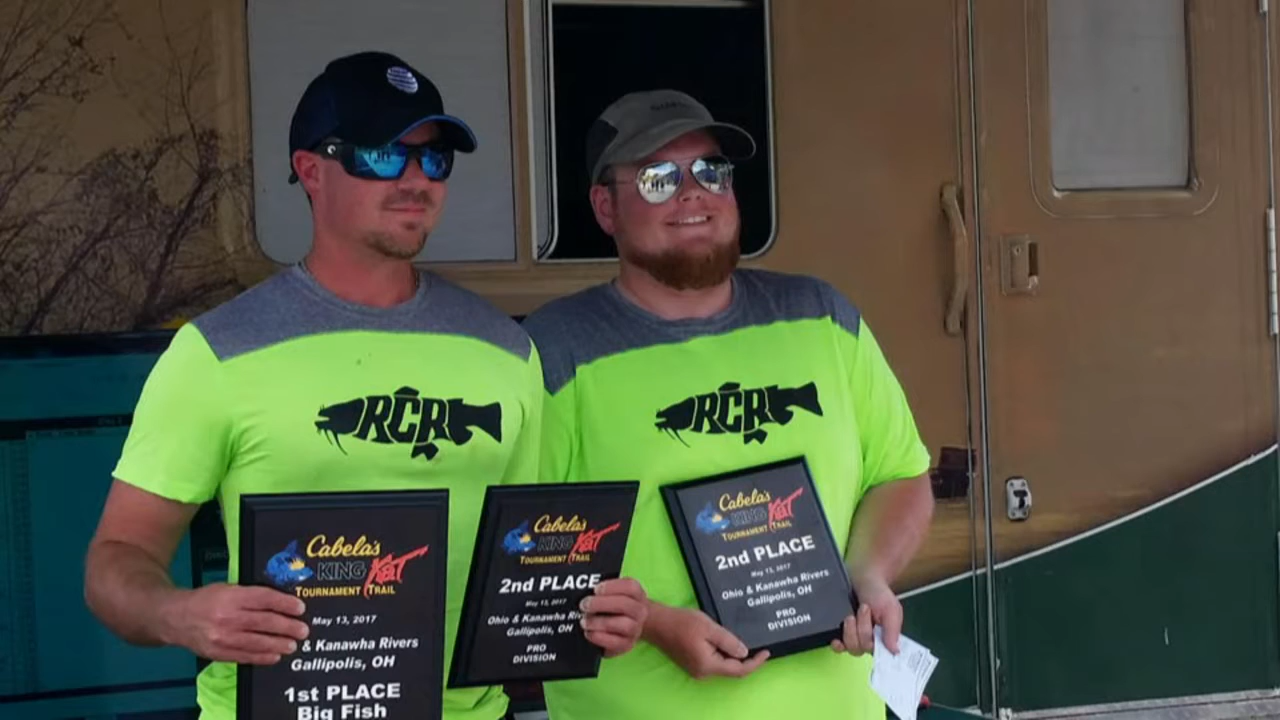 RCR
RCR
Cabela's
KING KAT
TOURNAMENT TRAIL
May 13, 2017
& Kanawha Rivers
Gallipolis, OH
1st PLACE
Big Fish
Cabela's
KING KAT
TOURNAMENT TRAIL
2nd PLACE
May 13, 2017
Ohio & Kanawha
Gallipolis, OH
PRO
DIVISION
Cabela's
KING KAT
TOURNAMENT TRAIL
2nd PLACE
May 13, 2017
Ohio & Kanawha Rivers
Gallipolis, OH
PRO
DIVISION